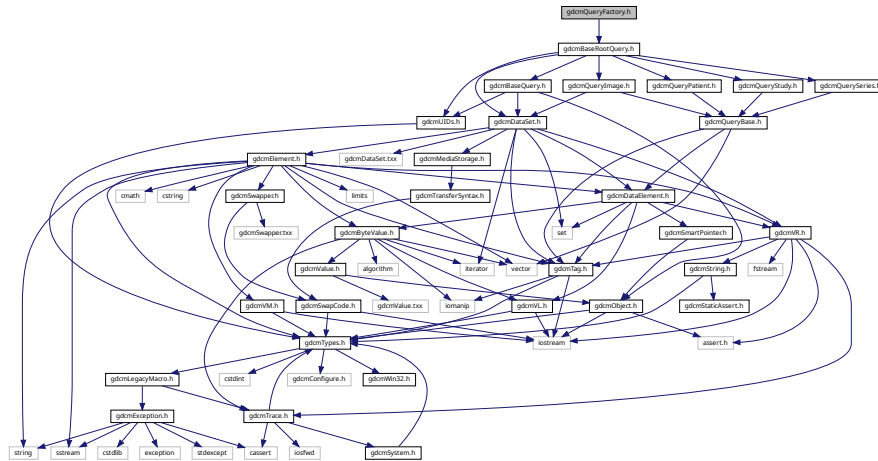 gdcmQueryFactory.h
gdcmBaseRootQuery.h
gdcmBaseQuery.h gdcmQueryImage.h gdcmQueryPatient.h gdcmQueryStudy.h gdcmQuerySeries.h
gdcmUIDs.h gdcmDataSet.h gdcmQueryBase.h
gdcmElement.h gdcmDataSet.txx gdcmMediaStorage.h
cmath cstring gdcmSwapper.h limits gdcmTransferSyntax.h gdcmDataElement.h
gdcmSwapper.txx gdcmByteValue.h set gdcmSmartPointer.h gdcmVR.h
gdcmValue.h algorithm iterator vector gdcmTag.h gdcmString.h fstream
gdcmVM.h gdcmSwapCode.h gdcmValue.txx iomanip gdcmVL.h gdcmObject.h gdcmStaticAssert.h
gdcmTypes.h iostream assert.h
gdcmLegacyMacro.h cstdint gdcmConfigure.h gdcmWin32.h
gdcmException.h gdcmTrace.h
string sstream cstdlib exception stdexcept cassert iosfwd gdcmSystem.h